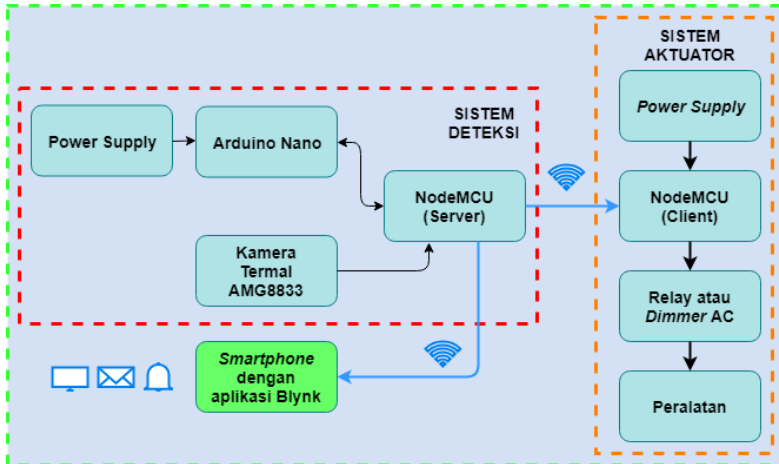 SISTEM
AKTUATOR
Power Supply
NodeMCU
(Client)
Relay atau
Dimmer AC
Peralatan
SISTEM
DETEKSI
Power Supply
Arduino Nano
NodeMCU
(Server)
Kamera
Termal
AMG8833
Smartphone
dengan
aplikasi Blynk